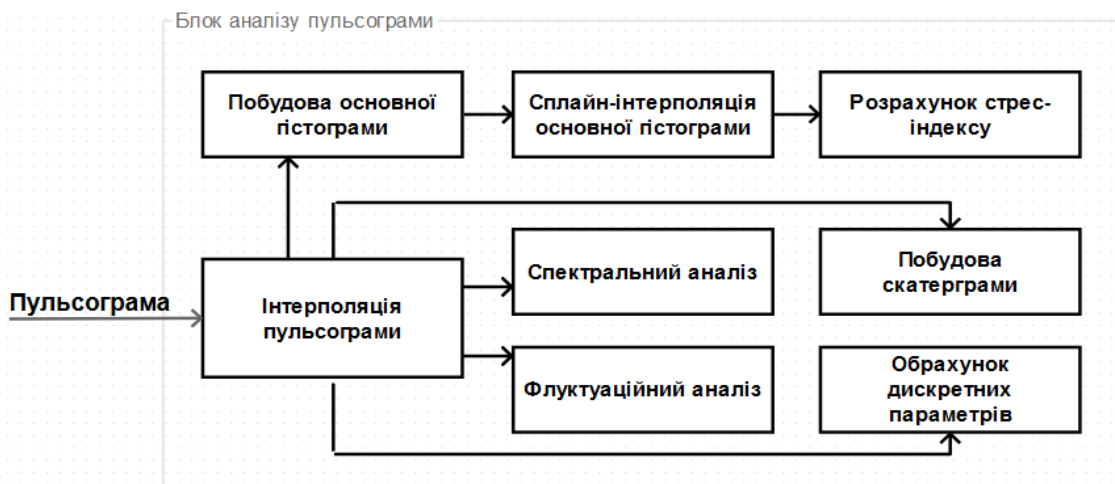 Блок аналізу пульсограми
Побудова основної
гістограми
Сплайн-інтерполяція
основної гістограми
Розрахунок стрес-
індексу
Пульсограма
Інтерполяція
пульсограми
Спектральний аналіз
Побудова
скатерграми
Флуктуаційний аналіз
Обрахунок
дискретних
параметрів